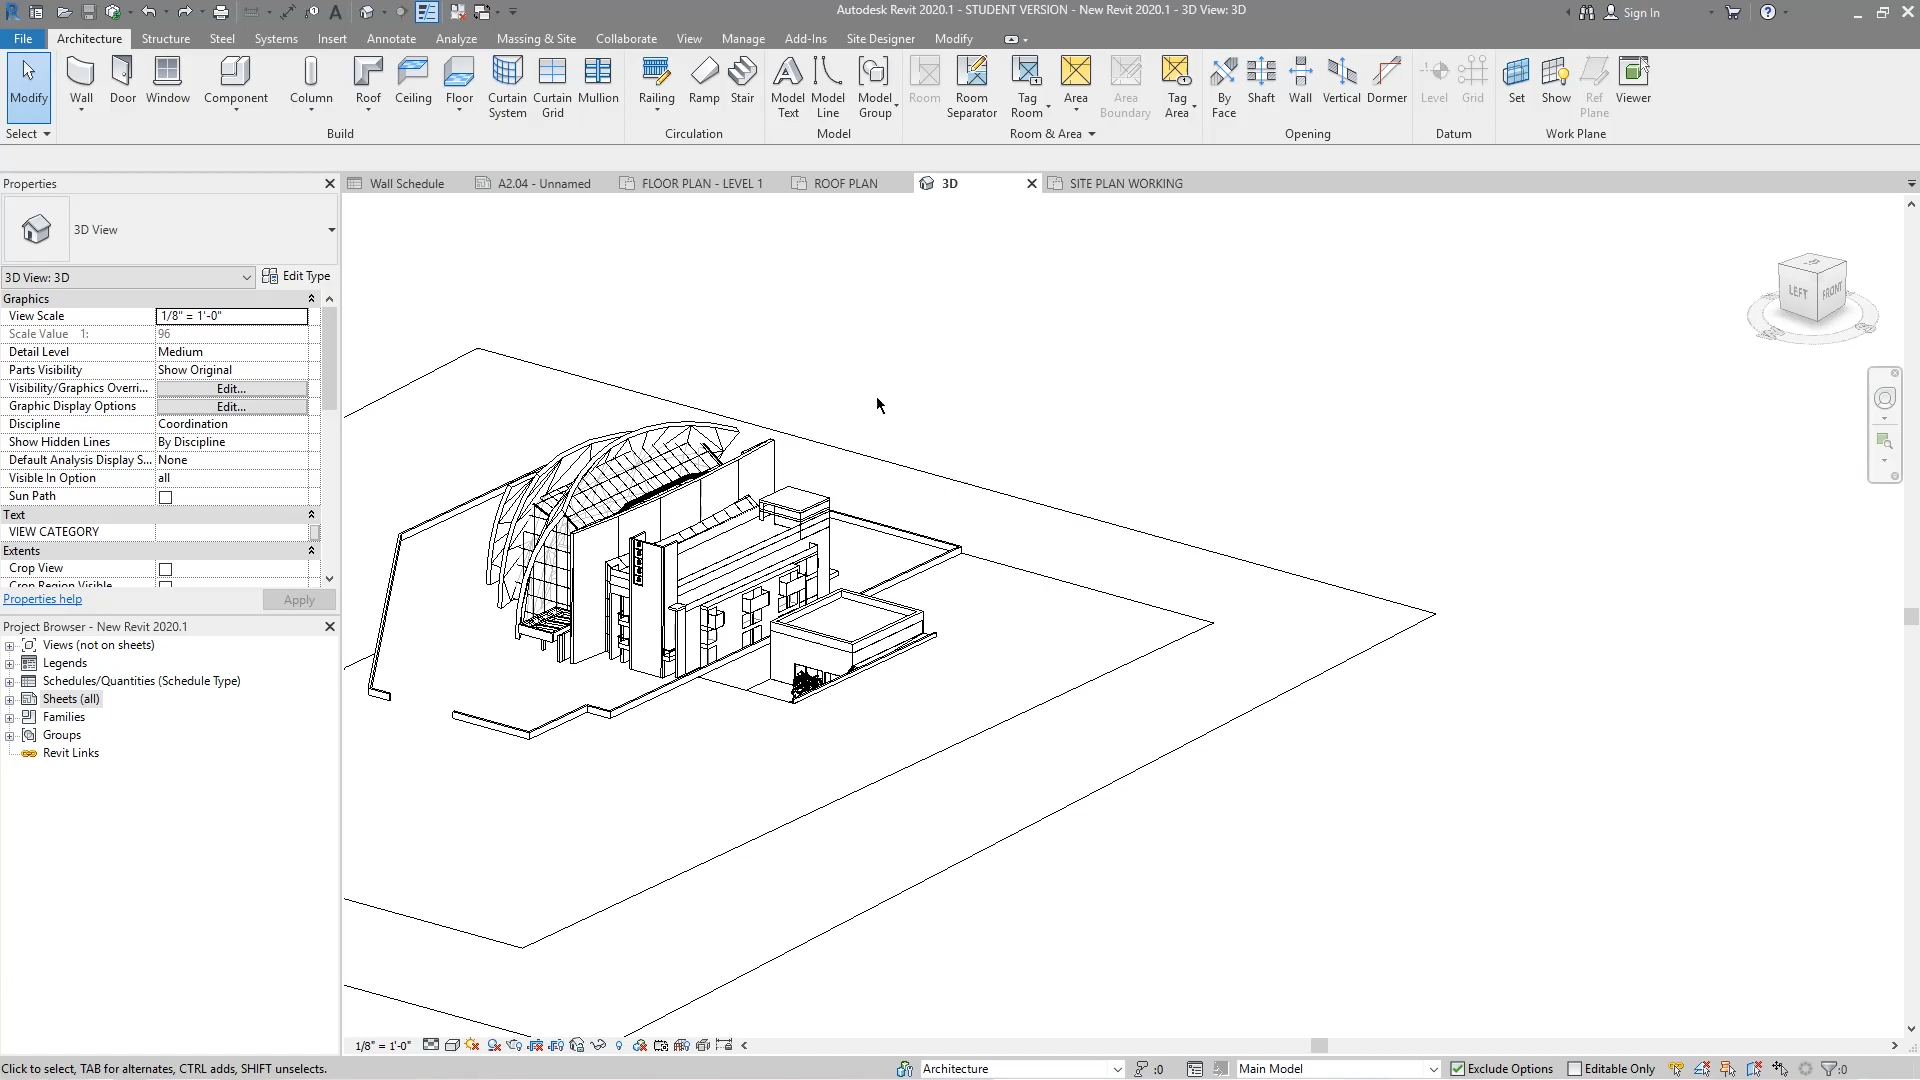 Autodesk Revit 2020.1 - STUDENT VERSION - New Revit 2020.1 - 3D View: 3D
Sign In
File Architecture Structure Steel Systems Insert Annotate Analyze Massing & Site Collaborate View Manage Add-Ins Site Designer Modify
Modify Wall Door Window Component Column Roof Ceiling Floor Curtain System Curtain Grid Mullion Railing Ramp Stair Model Text Model Line Model Group Room Room Separator Tag Room Area Area Boundary Tag Area By Face Shaft Wall Vertical Dormer Level Grid Set Show Ref Plane Viewer
Select Build Circulation Model Room & Area Opening Datum Work Plane
Properties
Wall Schedule A2.04 - Unnamed FLOOR PLAN - LEVEL 1 ROOF PLAN 3D SITE PLAN WORKING
3D View
3D View: 3D Edit Type
Graphics
View Scale 1/8" = 1'-0"
Scale Value 1: 96
Detail Level Medium
Parts Visibility Show Original
Visibility/Graphics Overri... Edit...
Graphic Display Options Edit...
Discipline Coordination
Show Hidden Lines By Discipline
Default Analysis Display S... None
Visible In Option all
Sun Path
Text
VIEW CATEGORY
Extents
Crop View
Crop Region Visible
Properties help Apply
LEFT FRONT
Project Browser - New Revit 2020.1
Views (not on sheets)
Legends
Schedules/Quantities (Schedule Type)
Sheets (all)
Families
Groups
Revit Links
1/8" = 1'-0"
Click to select, TAB for alternates, CTRL adds, SHIFT unselects. Architecture :0 Main Model Exclude Options Editable Only :0